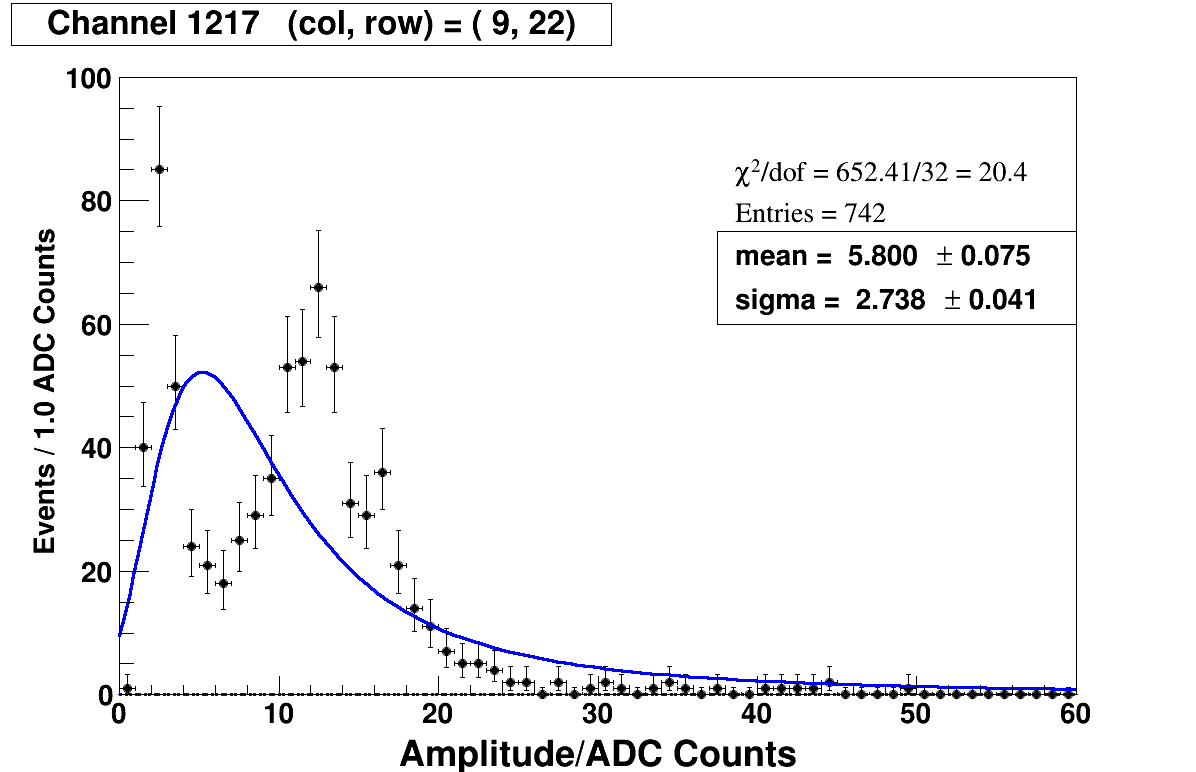 Channel 1217 (col, row) = ( 9, 22)
100
80
60
40
20
0
Events / 1.0 ADC Counts
χ²/dof = 652.41/32 = 20.4
Entries = 742
mean = 5.800 ± 0.075
sigma = 2.738 ± 0.041
0 10 20 30 40 50 60
Amplitude/ADC Counts